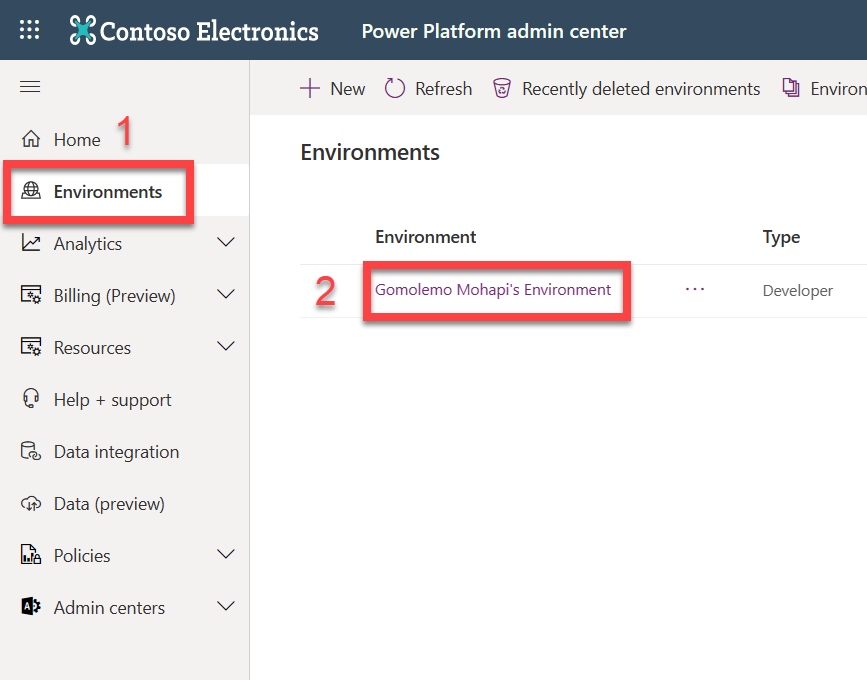 Contoso Electronics Power Platform admin center
New Refresh Recently deleted environments Environ
Home 1
Environments
Analytics
Billing (Preview)
Resources
Help + support
Data integration
Data (preview)
Policies
Admin centers
Environments
Environment Type
2 Gomolemo Mohapi's Environment ... Developer